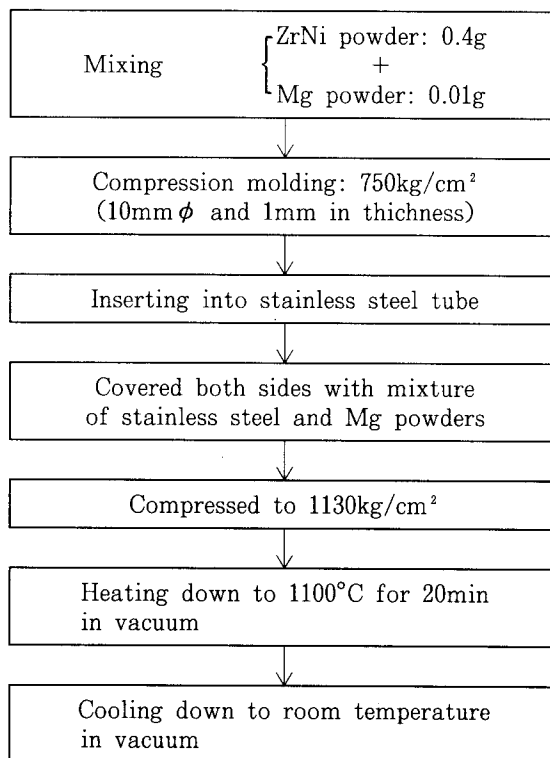 ZrNi powder: 0.4g
Mixing +
Mg powder: 0.01g
Compression molding: 750kg/cm²
(10mmϕ and 1mm in thichness)
Inserting into stainless steel tube
Covered both sides with mixture
of stainless steel and Mg powders
Compressed to 1130kg/cm²
Heating down to 1100°C for 20min
in vacuum
Cooling down to room temperature
in vacuum